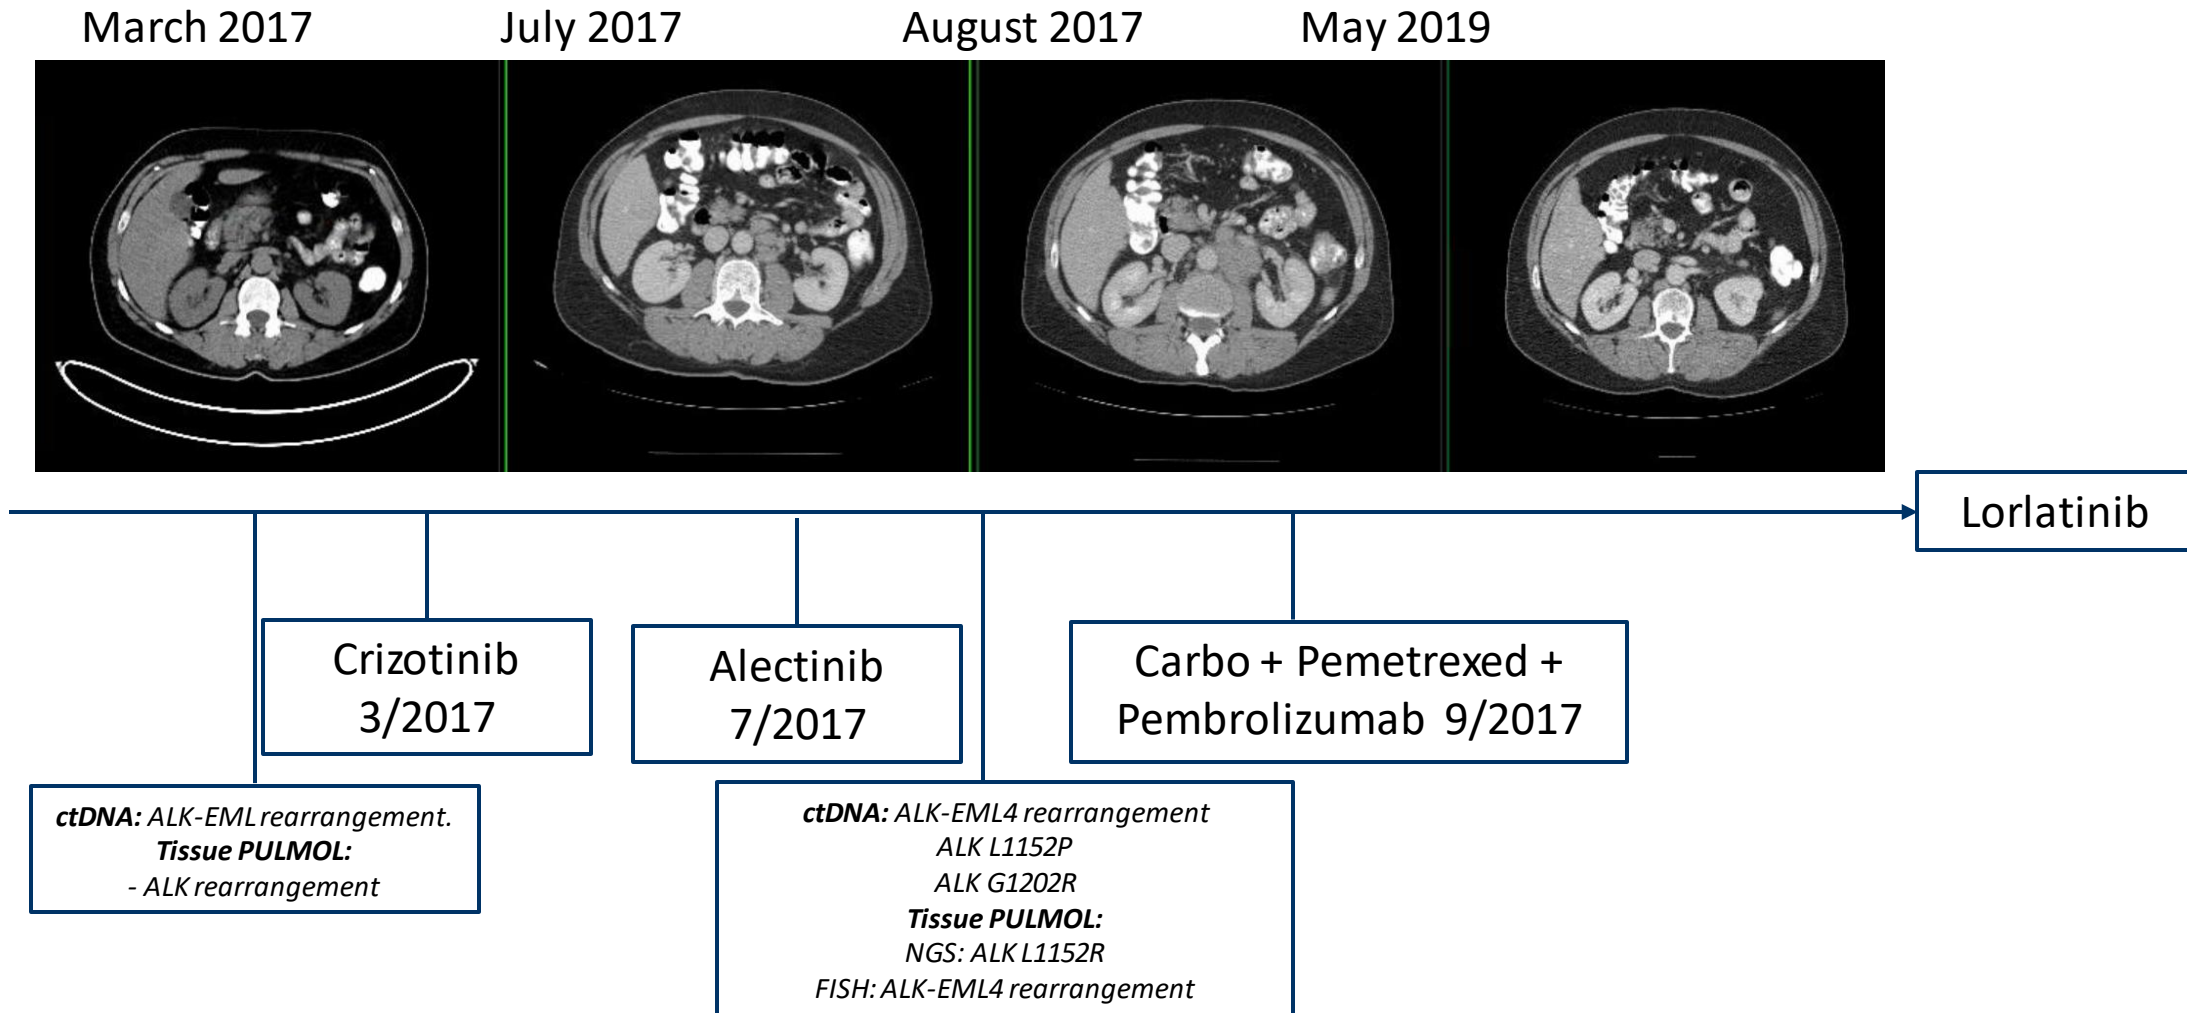 March 2017
July 2017
August 2017
May 2019
Lorlatinib
Crizotinib
3/2017
Alectinib
7/2017
Carbo + Pemetrexed +
Pembrolizumab 9/2017
ctDNA: ALK-EML rearrangement.
Tissue PULMOL:
- ALK rearrangement
ctDNA: ALK-EML4 rearrangement
ALK L1152P
ALK G1202R
Tissue PULMOL:
NGS: ALK L1152R
FISH: ALK-EML4 rearrangement